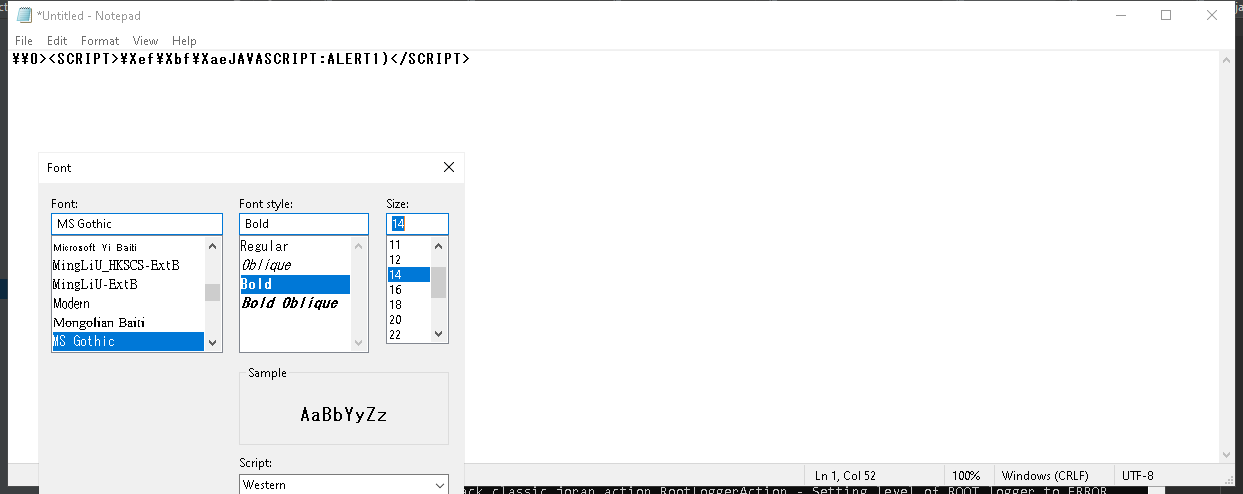 *Untitled - Notepad
File Edit Format View Help
¥¥0><SCRIPT>¥Xef¥Xbf¥XaeJAVASCRIPT:ALERT1)</SCRIPT>
Font
Font: Font style: Size:
MS Gothic Bold 14
Microsoft Yi Baiti Regular 11
MingLiU_HKSCS-ExtB Oblique 12
MingLiU-ExtB Bold 14
Modern Bold Oblique 16
Mongolian Baiti 18
MS Gothic 20
22
Sample
AaBbYyZz
Script:
Western
Ln 1, Col 52 100% Windows (CRLF) UTF-8
ack.classic.joran.action.RootLoggerAction - Setting level of ROOT logger to ERROR